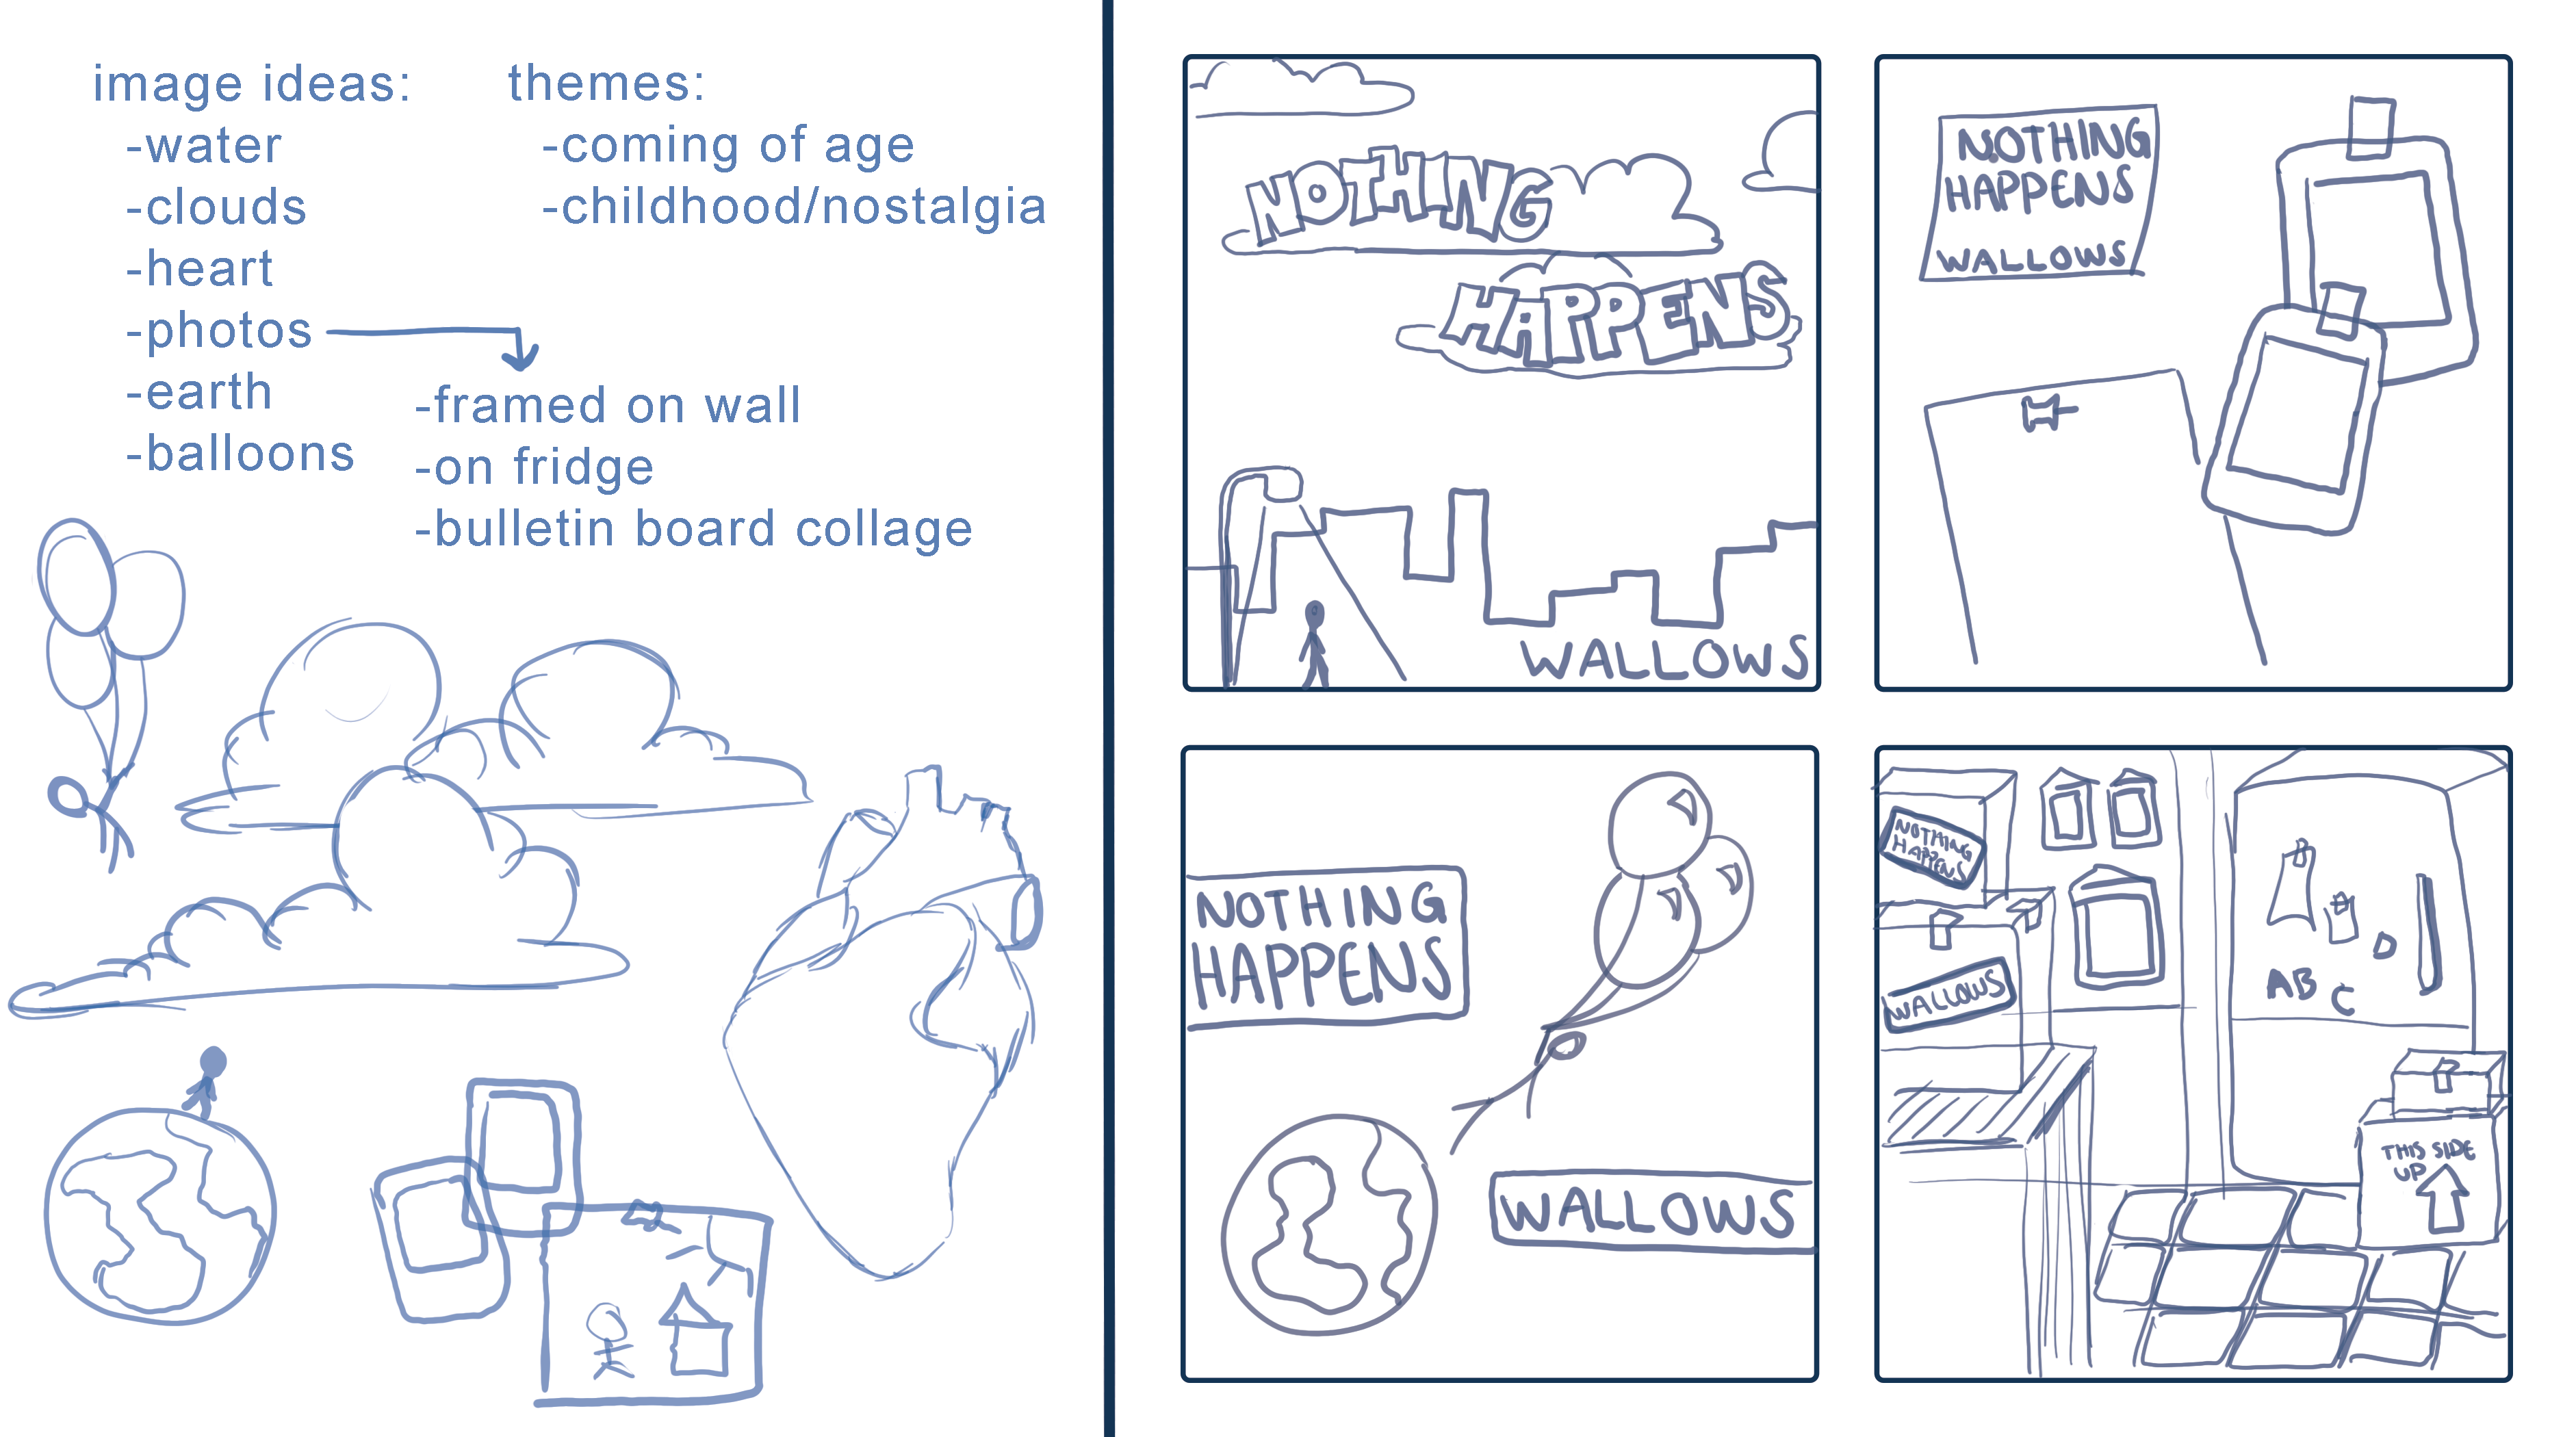 image ideas:
-water
-clouds
-heart
-photos
-earth
-balloons
themes:
-coming of age
-childhood/nostalgia
-framed on wall
-on fridge
-bulletin board collage
NOTHING
HAPPENS
WALLOWS
NOTHING
HAPPENS
WALLOWS
NOTHING
HAPPENS
WALLOWS
NOTHING
HAPPENS
WALLOWS
D
AB
C
THIS SIDE
UP